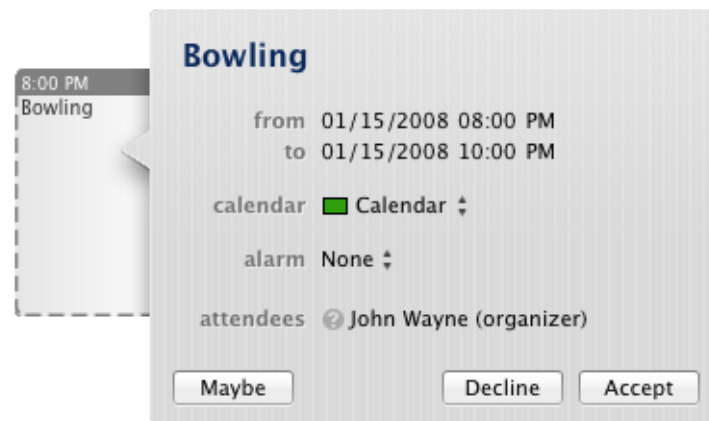 8:00 PM
Bowling
Bowling
from 01/15/2008 08:00 PM
to 01/15/2008 10:00 PM
calendar Calendar
alarm None
attendees ? John Wayne (organizer)
Maybe Decline Accept